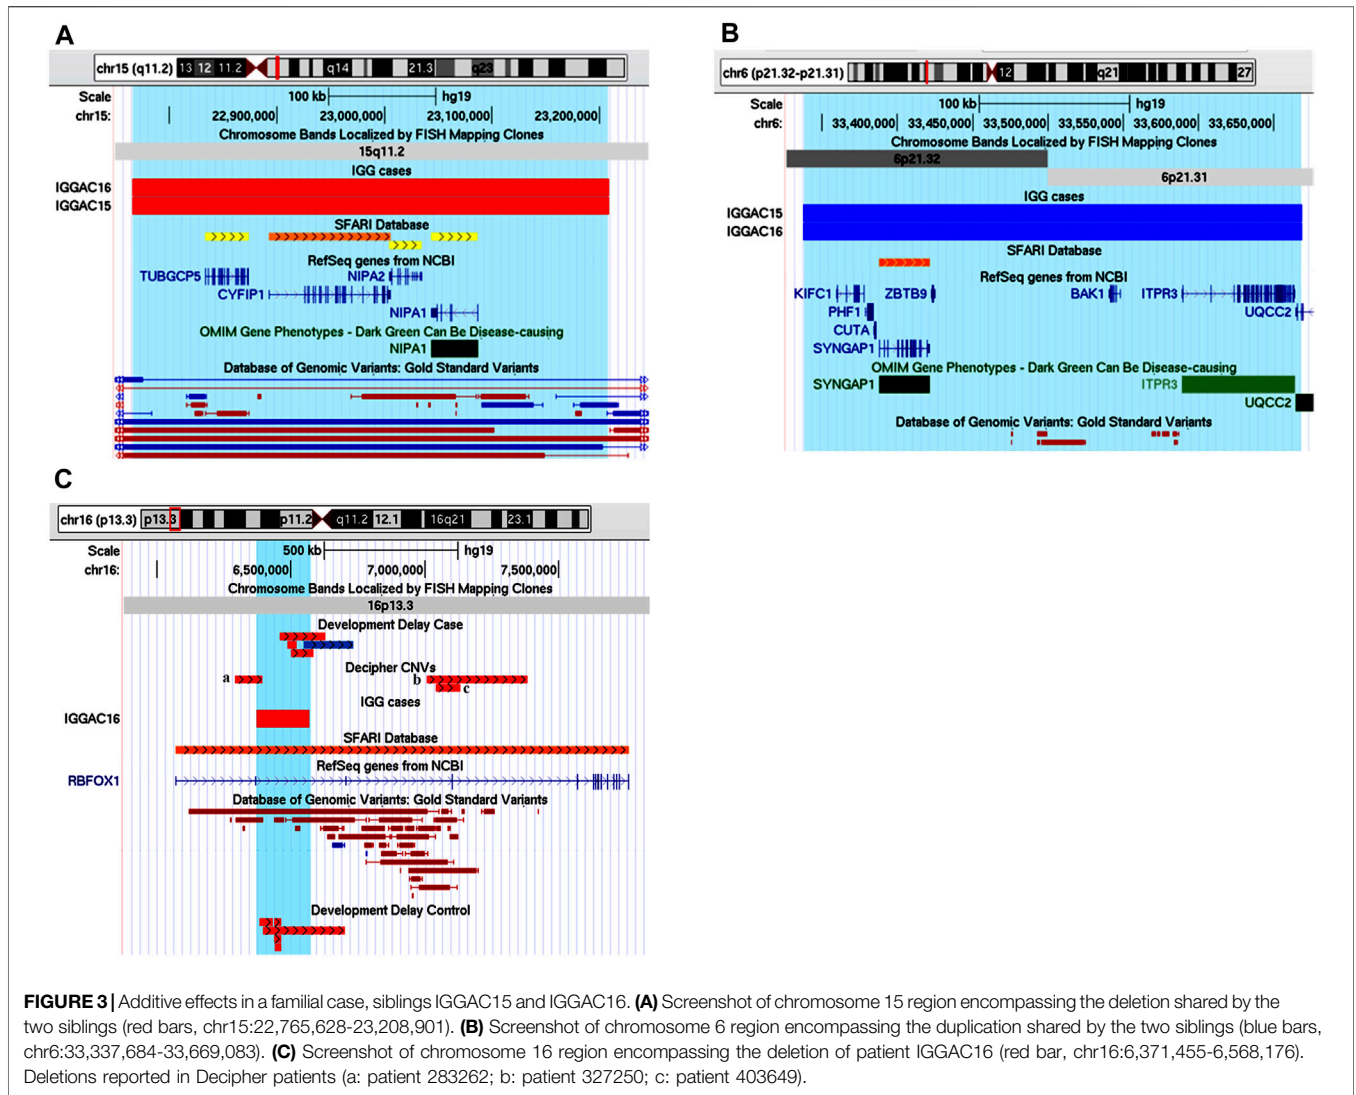 A
chr15 (q11.2) 13 12 11.2 q14 21.3 q23
Scale 100 kb hg19
chr15: 22,900,000 23,000,000 23,100,000 23,200,000
Chromosome Bands Localized by FISH Mapping Clones
15q11.2
IGG cases
IGGAC16
IGGAC15
SFARI Database
RefSeq genes from NCBI
TUBGCP5 NIPA2
CYFIP1
NIPA1
OMIM Gene Phenotypes - Dark Green Can Be Disease-causing
NIPA1
Database of Genomic Variants: Gold Standard Variants
B
chr6 (p21.32-p21.31) 12 q21 27
Scale 100 kb hg19
chr6: 33,400,000 33,450,000 33,500,000 33,550,000 33,600,000 33,650,000
Chromosome Bands Localized by FISH Mapping Clones
6p21.32
6p21.31
IGG cases
IGGAC15
IGGAC16
SFARI Database
RefSeq genes from NCBI
KIFC1 ZBTB9 BAK1 ITPR3
PHF1 UQCC2
CUTA
SYNGAP1
OMIM Gene Phenotypes - Dark Green Can Be Disease-causing
SYNGAP1 ITPR3
UQCC2
Database of Genomic Variants: Gold Standard Variants
C
chr16 (p13.3) p13.3 p11.2 q11.2 12.1 16q21 23.1
Scale 500 kb hg19
chr16: 6,500,000 7,000,000 7,500,000
Chromosome Bands Localized by FISH Mapping Clones
16p13.3
Development Delay Case
Decipher CNVs
a b
c
IGG cases
IGGAC16
SFARI Database
RefSeq genes from NCBI
RBFOX1
Database of Genomic Variants: Gold Standard Variants
Development Delay Control
FIGURE 3 | Additive effects in a familial case, siblings IGGAC15 and IGGAC16. (A) Screenshot of chromosome 15 region encompassing the deletion shared by the
two siblings (red bars, chr15:22,765,628-23,208,901). (B) Screenshot of chromosome 6 region encompassing the duplication shared by the two siblings (blue bars,
chr6:33,337,684-33,669,083). (C) Screenshot of chromosome 16 region encompassing the deletion of patient IGGAC16 (red bar, chr16:6,371,455-6,568,176).
Deletions reported in Decipher patients (a: patient 283262; b: patient 327250; c: patient 403649).